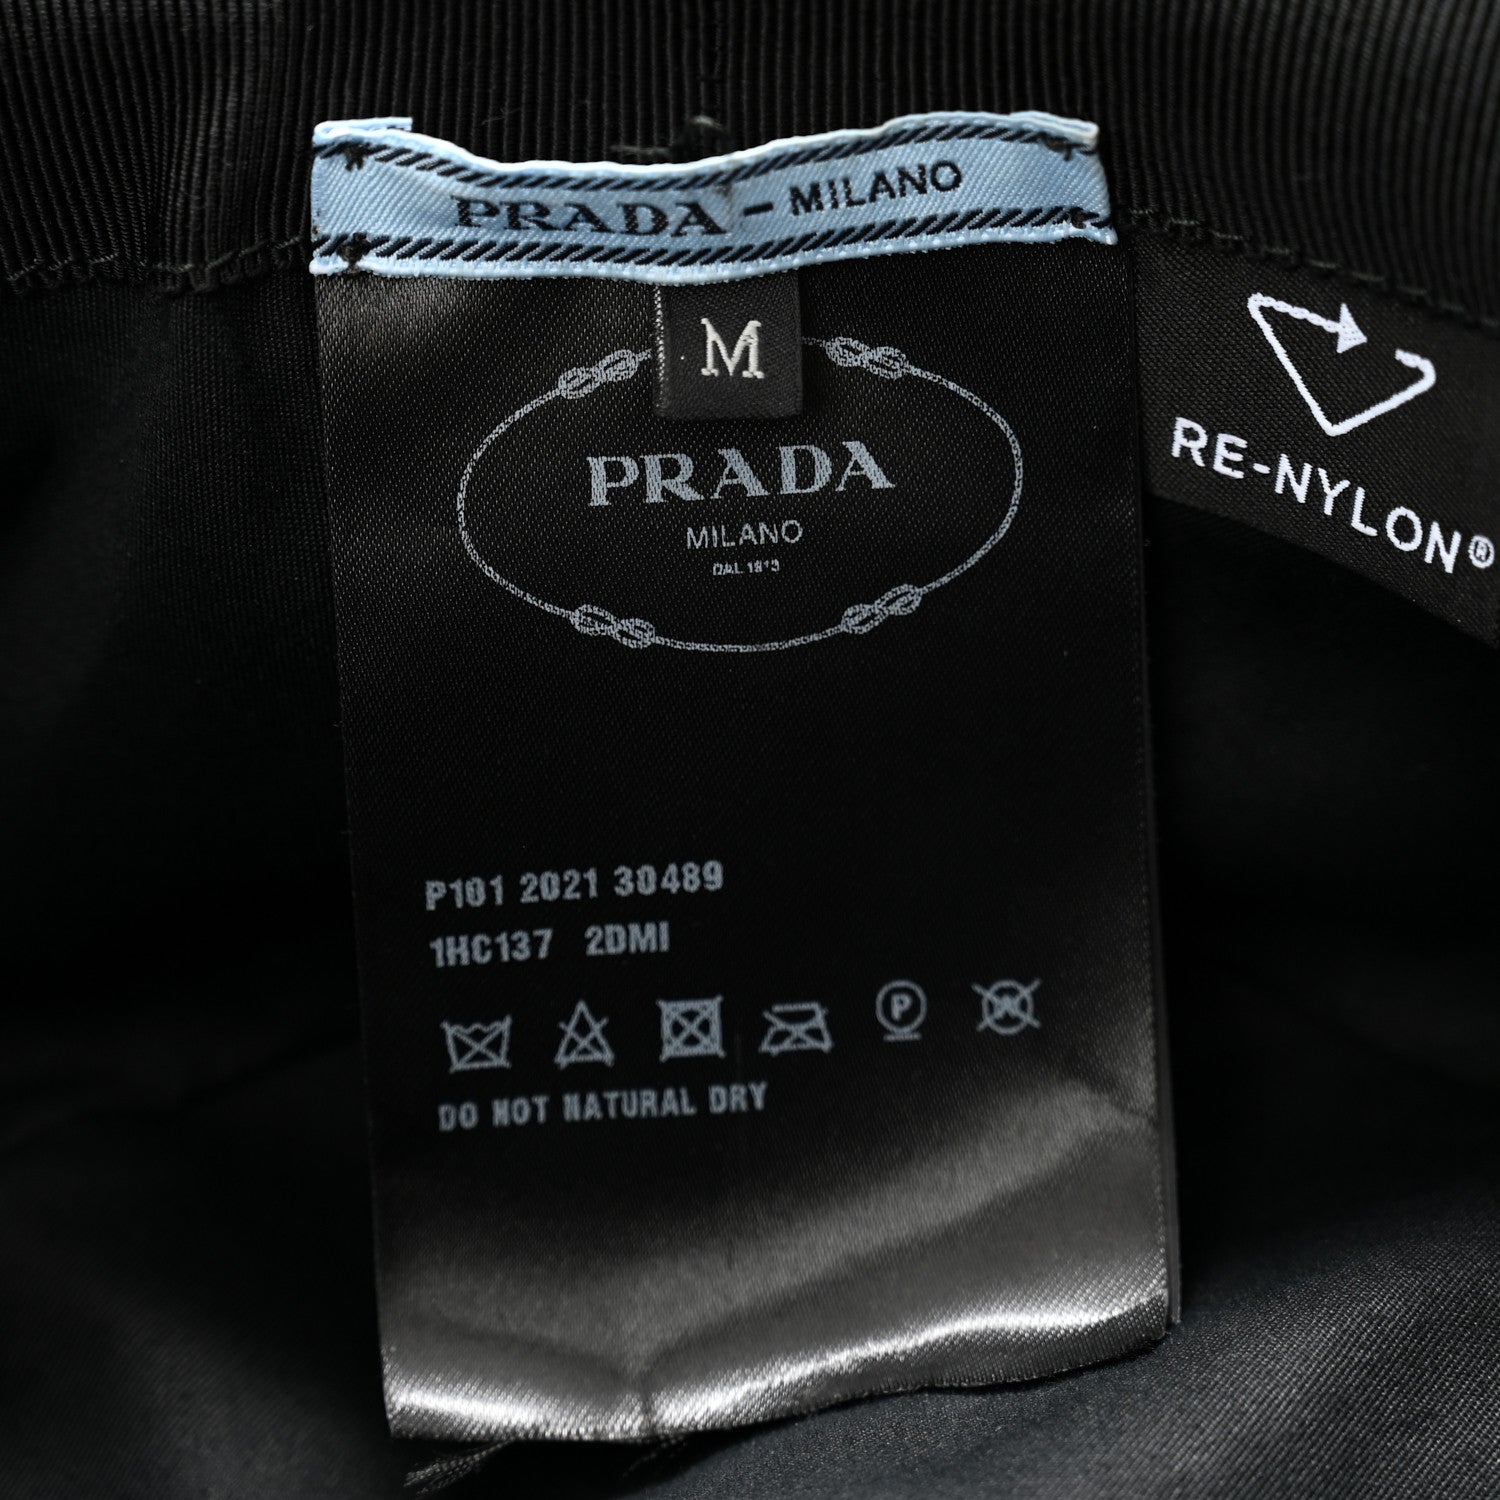 PRADA - MILANO
M
PRADA
MILANO
DAL 1913
RE-NYLON®
P101 2021 30489
1HC137 2DMI
P
W
DO NOT NATURAL DRY